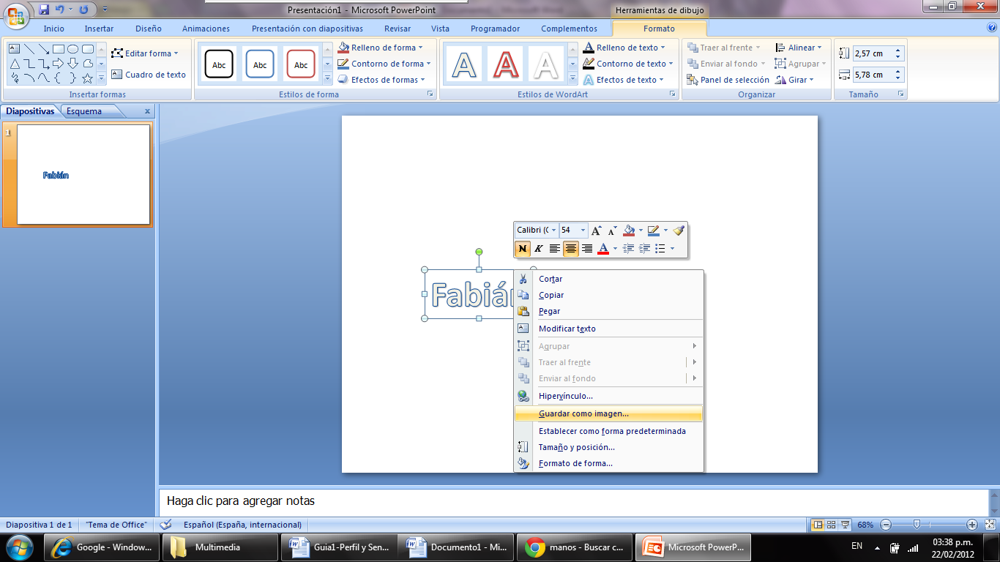 Presentación1 - Microsoft PowerPoint
Herramientas de dibujo
Inicio Insertar Diseño Animaciones Presentación con diapositivas Revisar Vista Programador Complementos Formato
Editar forma
Cuadro de texto
Insertar formas
Abc Abc Abc
Relleno de forma
Contorno de forma
Efectos de formas
Estilos de forma
A A A
Relleno de texto
Contorno de texto
Efectos de texto
Estilos de WordArt
Traer al frente
Enviar al fondo
Panel de selección
Alinear
Agrupar
Girar
Organizar
2,57 cm
5,78 cm
Tamaño
Diapositivas Esquema x
1
Fabián
Calibri (C 54 A A
N K A
Fabián
Cortar
Copiar
Pegar
Modificar texto
Agrupar
Traer al frente
Enviar al fondo
Hipervínculo...
Guardar como imagen...
Establecer como forma predeterminada
Tamaño y posición...
Formato de forma...
Haga clic para agregar notas
Diapositiva 1 de 1 "Tema de Office" Español (España, internacional) 68%
Google - Window... Multimedia Guia1-Perfil y Sen... Documento1 - Mi... manos - Buscar c... Microsoft PowerP... EN 03:38 p.m.
22/02/2012